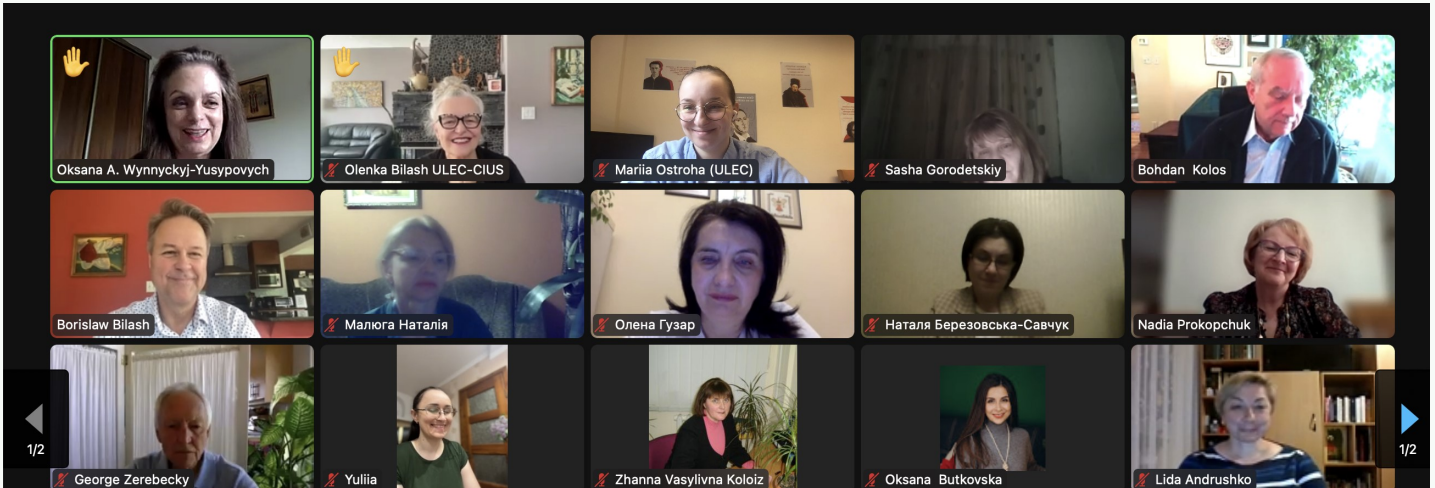 Oksana A. Wynnyckyj-Yusypovych
Olenka Bilash ULEC-CIUS
Mariia Ostroha (ULEC)
Sasha Gorodetskiy
Bohdan Kolos
Borislaw Bilash
Малюга Наталія
Олена Гузар
Наталя Березовська-Савчук
Nadia Prokopchuk
1/2
1/2
George Zerebecky
Yuliia
Zhanna Vasylivna Koloiz
Oksana Butkovska
Lida Andrushko